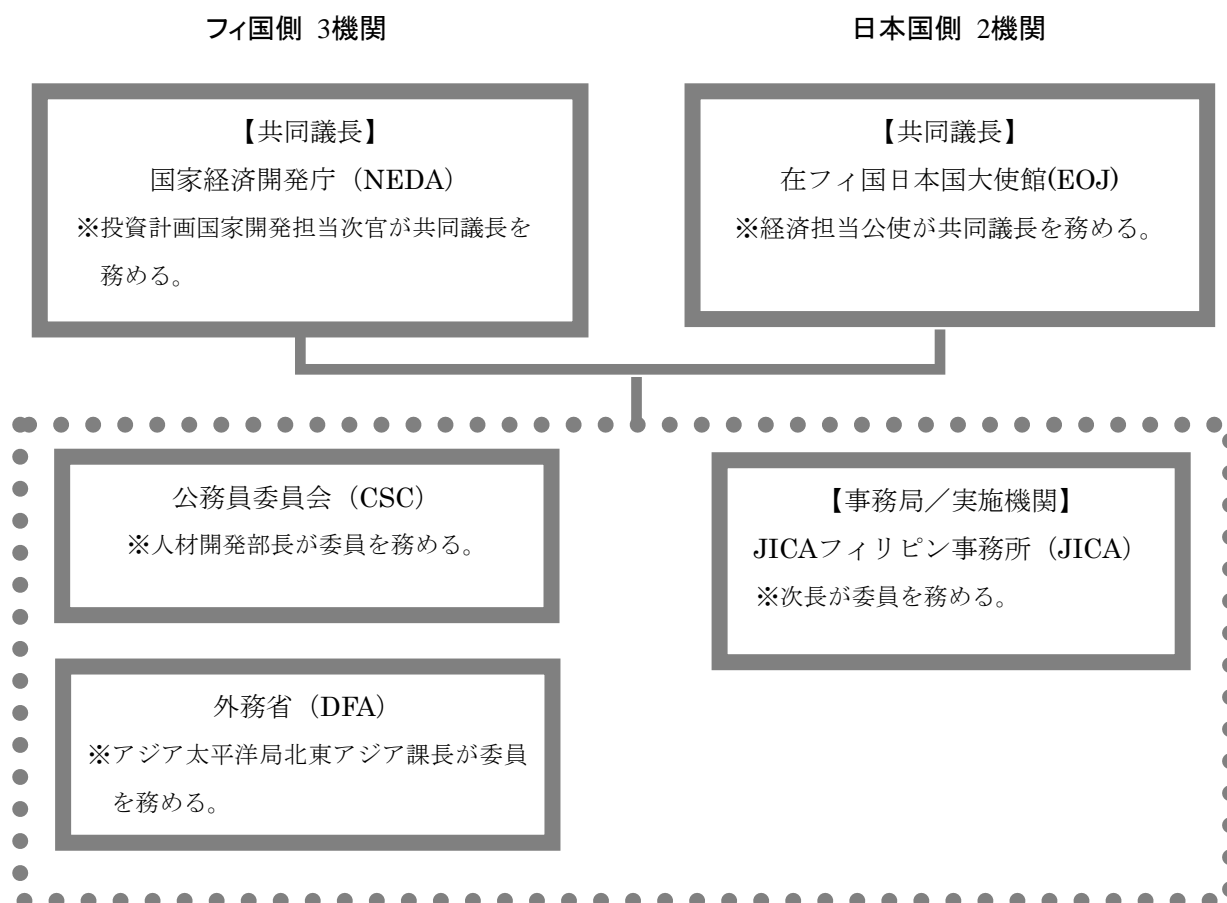 フィ国側 3機関
日本国側 2機関
【共同議長】
国家経済開発庁（NEDA）
※投資計画国家開発担当次官が共同議長を
務める。
【共同議長】
在フィ国日本国大使館(EOJ)
※経済担当公使が共同議長を務める。
公務員委員会（CSC）
※人材開発部長が委員を務める。
【事務局／実施機関】
JICAフィリピン事務所（JICA）
※次長が委員を務める。
外務省（DFA）
※アジア太平洋局北東アジア課長が委員
を務める。